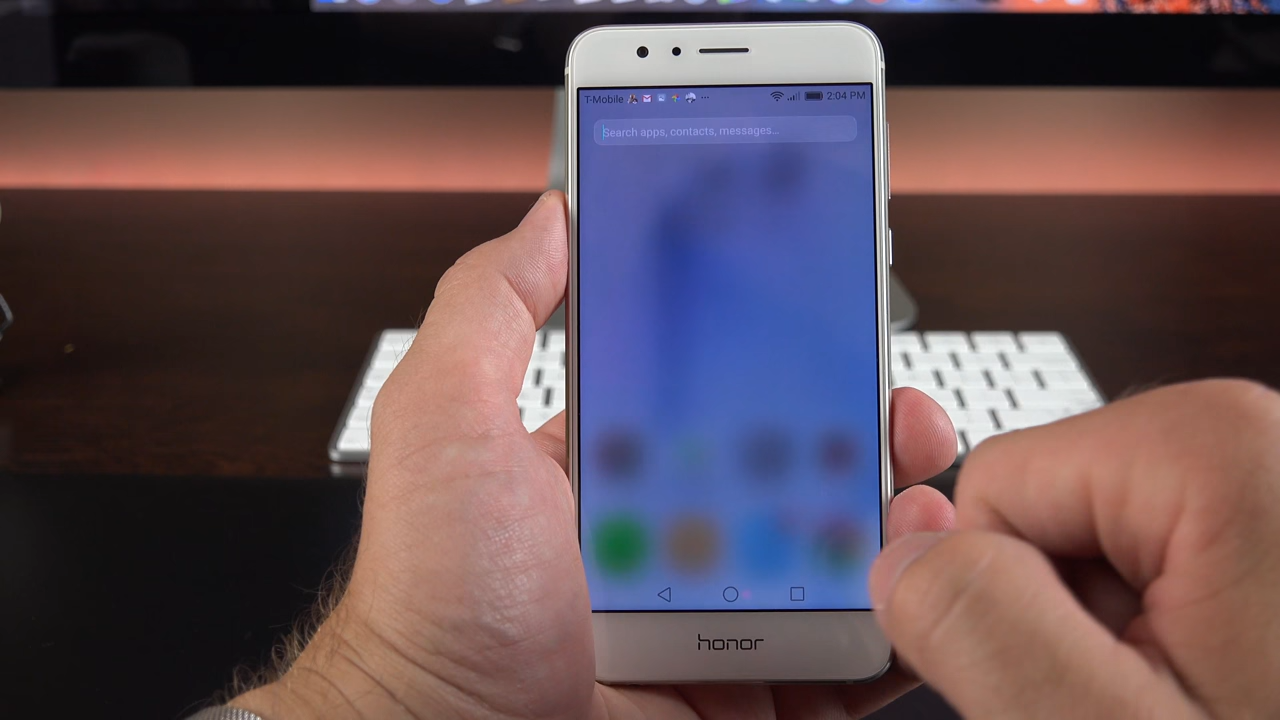 T-Mobile ... 2:04 PM
Search apps, contacts, messages...
honor